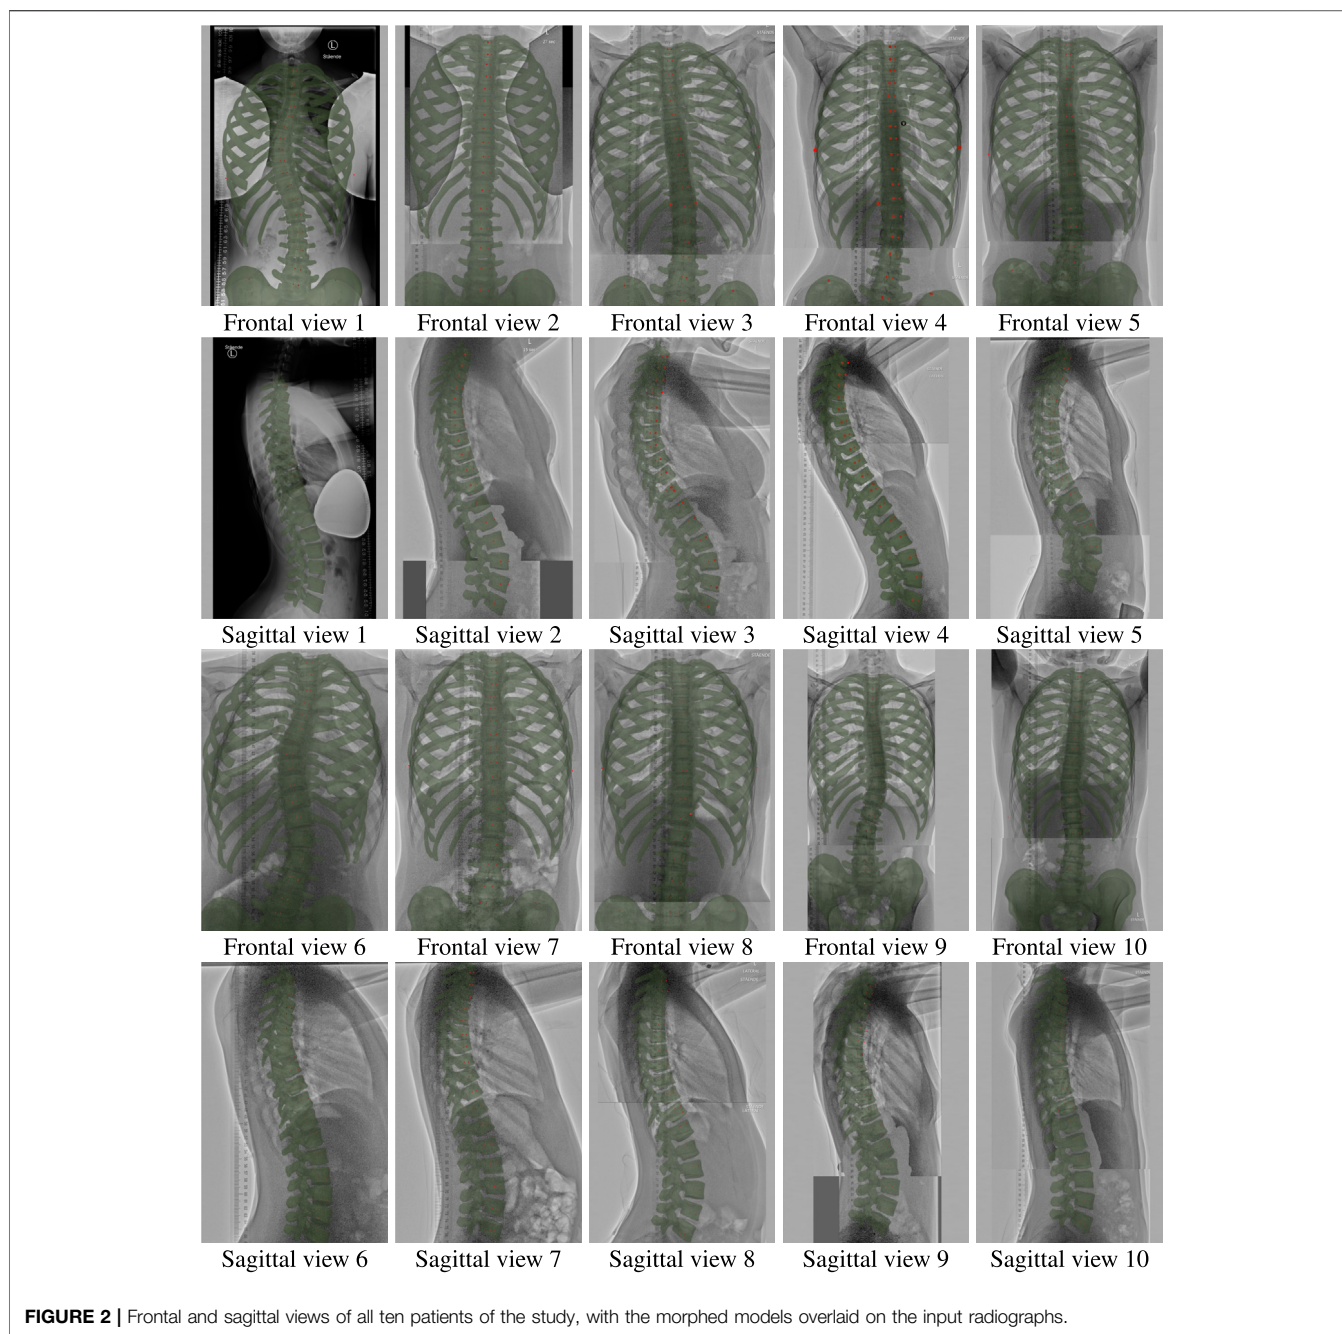 L
Stäende
Frontal view 1
Frontal view 2
Frontal view 3
Frontal view 4
Frontal view 5
Stäende
L
Sagittal view 1
Sagittal view 2
Sagittal view 3
Sagittal view 4
Sagittal view 5
Frontal view 6
Frontal view 7
Frontal view 8
Frontal view 9
Frontal view 10
Sagittal view 6
Sagittal view 7
Sagittal view 8
Sagittal view 9
Sagittal view 10
FIGURE 2 | Frontal and sagittal views of all ten patients of the study, with the morphed models overlaid on the input radiographs.